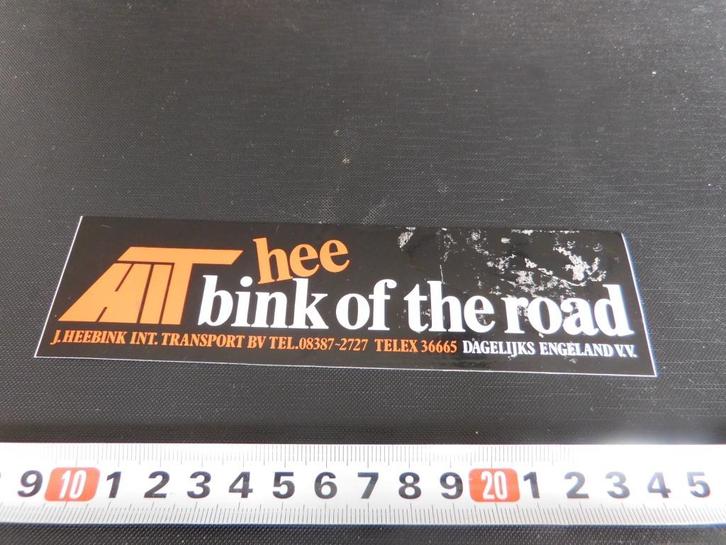 HIT
hee
bink of the road
J. HEEBINK INT. TRANSPORT BV TEL. 08387-2727 TELEX 36665 DAGELIJKS ENGELAND V.V.
9 10 1 2 3 4 5 6 7 8 9 20 1 2 3 4 5